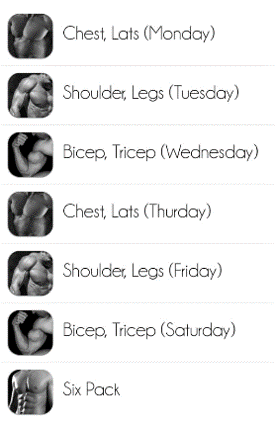 Chest, Lats (Monday)
Shoulder, Legs (Tuesday)
Bicep, Tricep (Wednesday)
Chest, Lats (Thurday)
Shoulder, Legs (Friday)
Bicep, Tricep (Saturday)
Six Pack